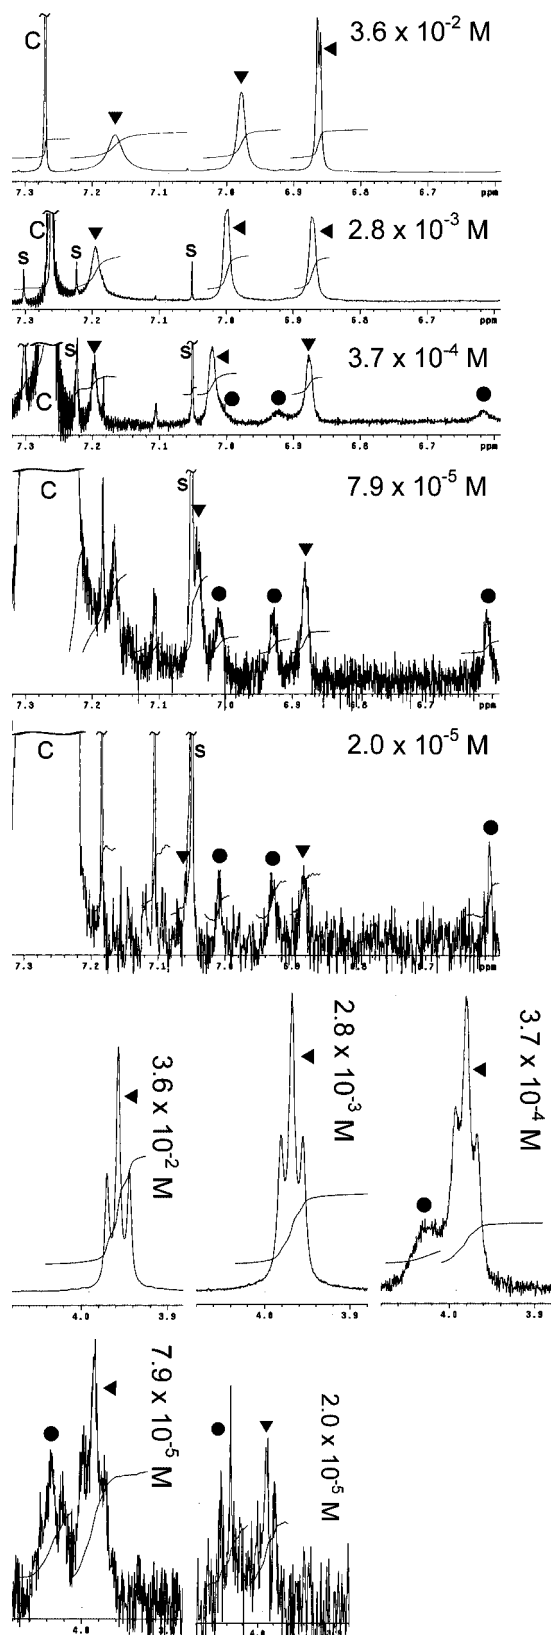 C 3.6 x 10⁻² M
7.3 7.2 7.1 7.0 6.9 6.8 6.7 ppm
s C s 2.8 x 10⁻³ M
7.3 7.2 7.1 7.0 6.9 6.8 6.7 ppm
C s s 3.7 x 10⁻⁴ M
7.3 7.2 7.1 7.0 6.9 6.8 6.7 ppm
C s 7.9 x 10⁻⁵ M
7.3 7.2 7.1 7.0 6.9 6.8 6.7 ppm
C s 2.0 x 10⁻⁵ M
7.3 7.2 7.1 7.0 6.9 6.8 6.7 ppm
3.6 x 10⁻² M
2.8 x 10⁻³ M
3.7 x 10⁻⁴ M
4.0 3.9 4.0 3.9 4.0 3.9
7.9 x 10⁻⁵ M
2.0 x 10⁻⁵ M
4.0 3.9 4.0 3.9